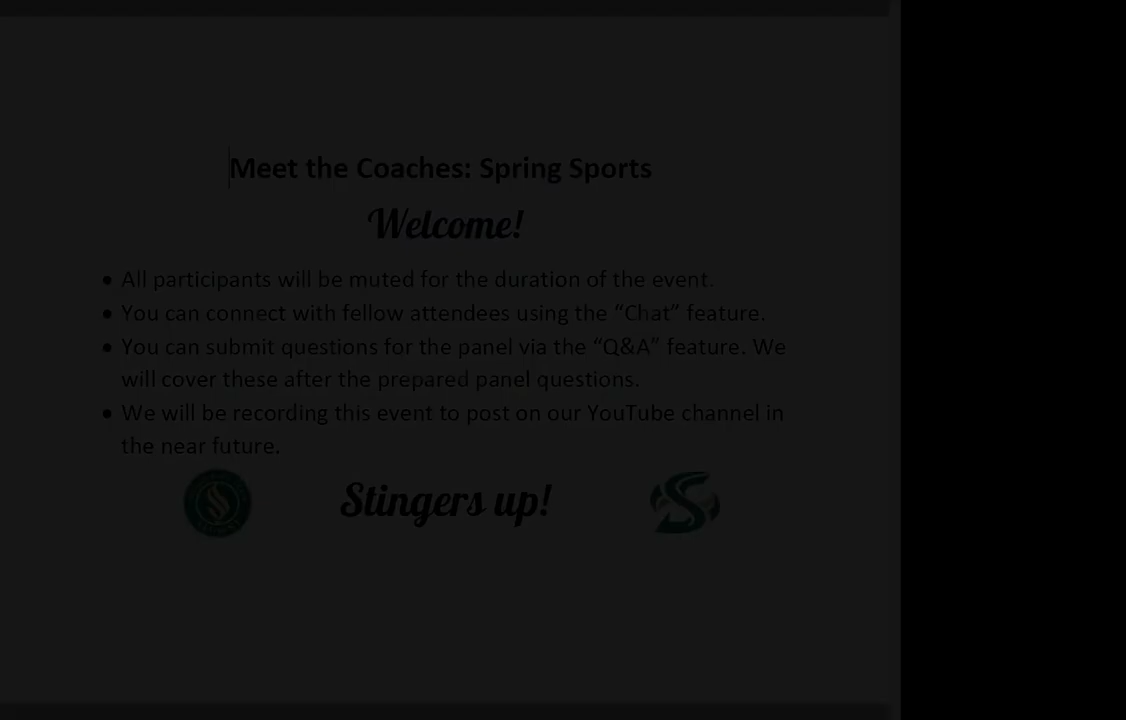 Meet the Coaches: Spring Sports
Welcome!
• All participants will be muted for the duration of the event.
• You can connect with fellow attendees using the “Chat” feature.
• You can submit questions for the panel via the “Q&A” feature. We
will cover these after the prepared panel questions.
• We will be recording this event to post on our YouTube channel in
the near future.
Stingers up!